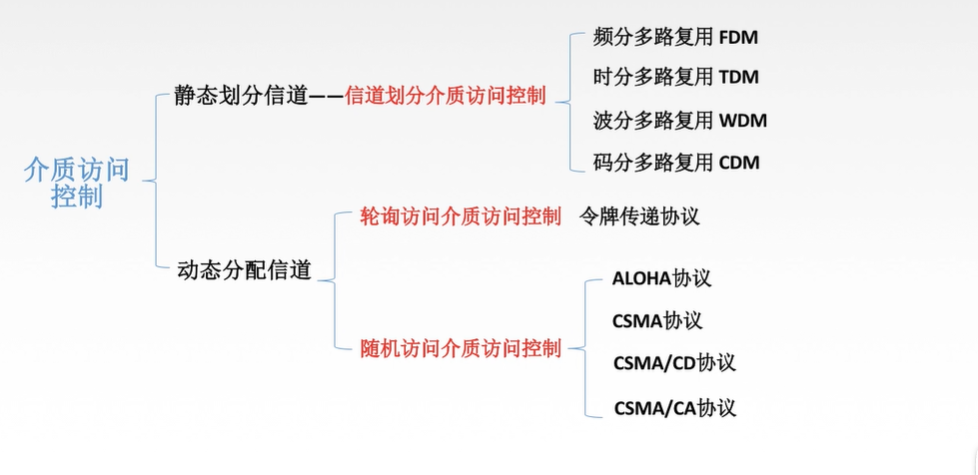 介质访问
控制
静态划分信道——信道划分介质访问控制
频分多路复用 FDM
时分多路复用 TDM
波分多路复用 WDM
码分多路复用 CDM
动态分配信道
轮询访问介质访问控制 令牌传递协议
随机访问介质访问控制
ALOHA协议
CSMA协议
CSMA/CD协议
CSMA/CA协议